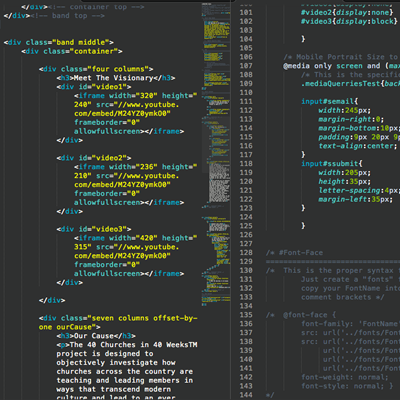 </div><!-- container top -->
</div><!-- band top -->
<div class="band middle">
<div class="container">
<div class="four columns">
<h3>Meet The Visionary</h3>
<div id="video1">
<iframe width="320" height="
240" src="//www.youtube.
com/embed/M24YZ0ymkO0"
frameborder="0"
allowfullscreen></iframe>
</div>
<div id="video2">
<iframe width="236" height="
210" src="//www.youtube.
com/embed/M24YZ0ymkO0"
frameborder="0"
allowfullscreen></iframe>
</div>
<div id="video3">
<iframe width="420" height="
315" src="//www.youtube.
com/embed/M24YZ0ymkO0"
frameborder="0"
allowfullscreen></iframe>
</div>
</div>
<div class="seven columns offset-by-
one ourCause">
<h3>Our Cause</h3>
<p>The 40 Churches in 40 WeeksTM
project is designed to
objectively investigate how
churches across the country are
teaching and leading members in
ways that transcend modern
culture and lead to an ever
101 #video1{display:none}
102 #video2{display:none}
103 #video3{display:block}
104
105 }
106 /* Mobile Portrait Size to
107 @media only screen and (max
108 /* This is the specific
109 .mediaQuerriesTest{back
110
111 input#semail{
112 width:245px;
113 margin-right:0;
114 margin-bottom:10px;
115 padding:9px 20px 9p
116 text-align:center;
117 }
118 input#ssubmit{
119 width:205px;
120 height:35px;
121 letter-spacing:4px;
122 margin-left:35px;
123 }
124
125 }
126
127
128 /* #Font-Face
129
130 /* This is the proper syntax
131 Just create a "fonts"
132 copy your FontName into
133 comment brackets */
134
135 /* @font-face {
136 font-family: 'FontName'
137 src: url('../fonts/Font
138 src: url('../fonts/Font
139 url('../fonts/Font
140 url('../fonts/Font
141 url('../fonts/Font
142 font-weight: normal;
143 font-style: normal; }
144 */